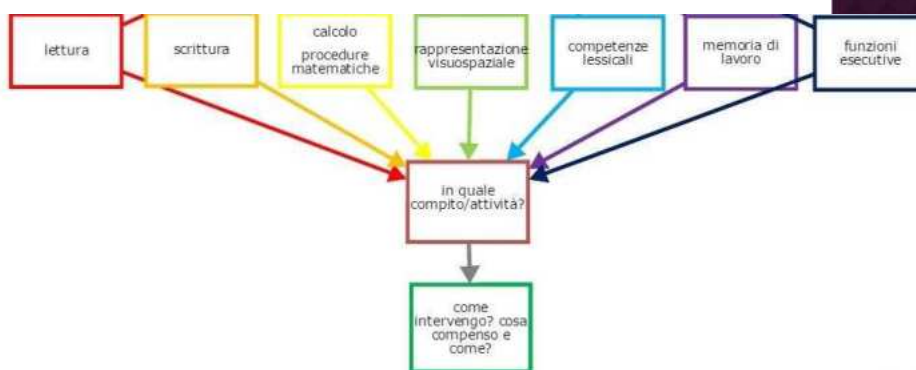 lettura
scrittura
calcolo
procedure
matematiche
rappresentazione
visuospaziale
competenze
lessicali
memoria di
lavoro
funzioni
esecutive
in quale
compito/attività?
come
intervengo? cosa
compenso e
come?